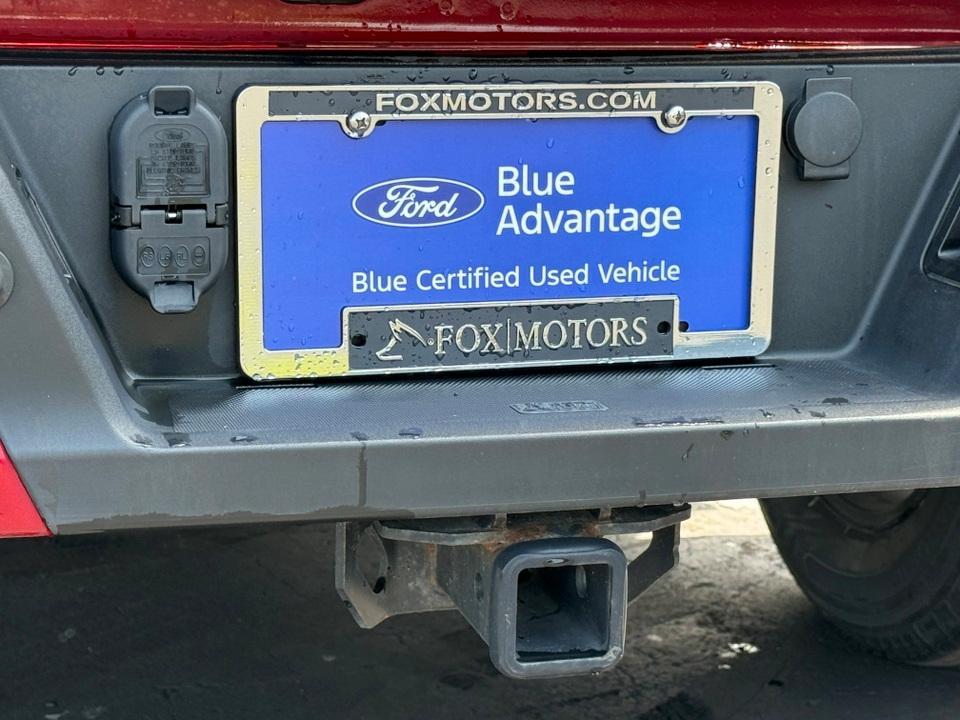 FOXMOTORS.COM
Ford
Blue
Advantage
Blue Certified Used Vehicle
FOX|MOTORS